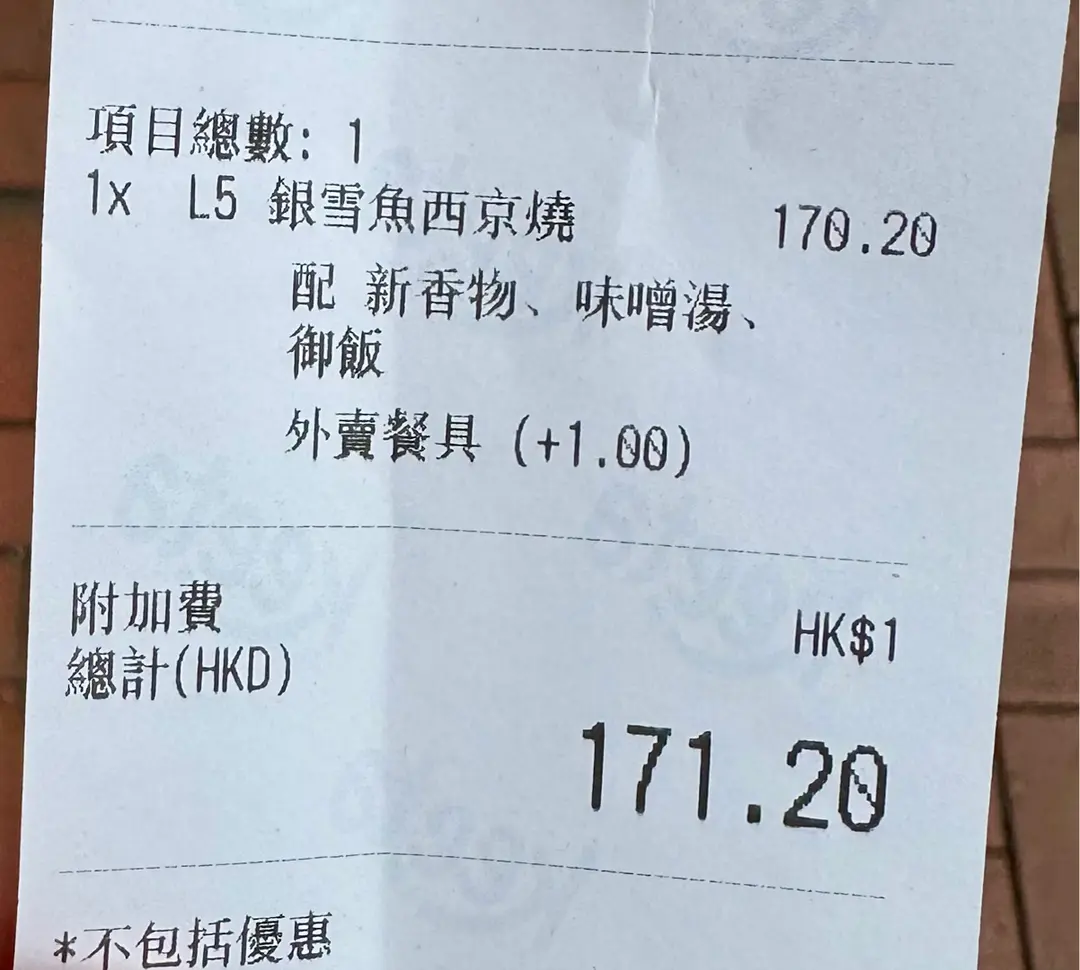 項目總數: 1
1x L5 銀雪魚西京燒 170.20
配 新香物、味噌湯、
御飯
外賣餐具 (+1.00)
附加費 HK$1
總計(HKD)
171.20
*不包括優惠